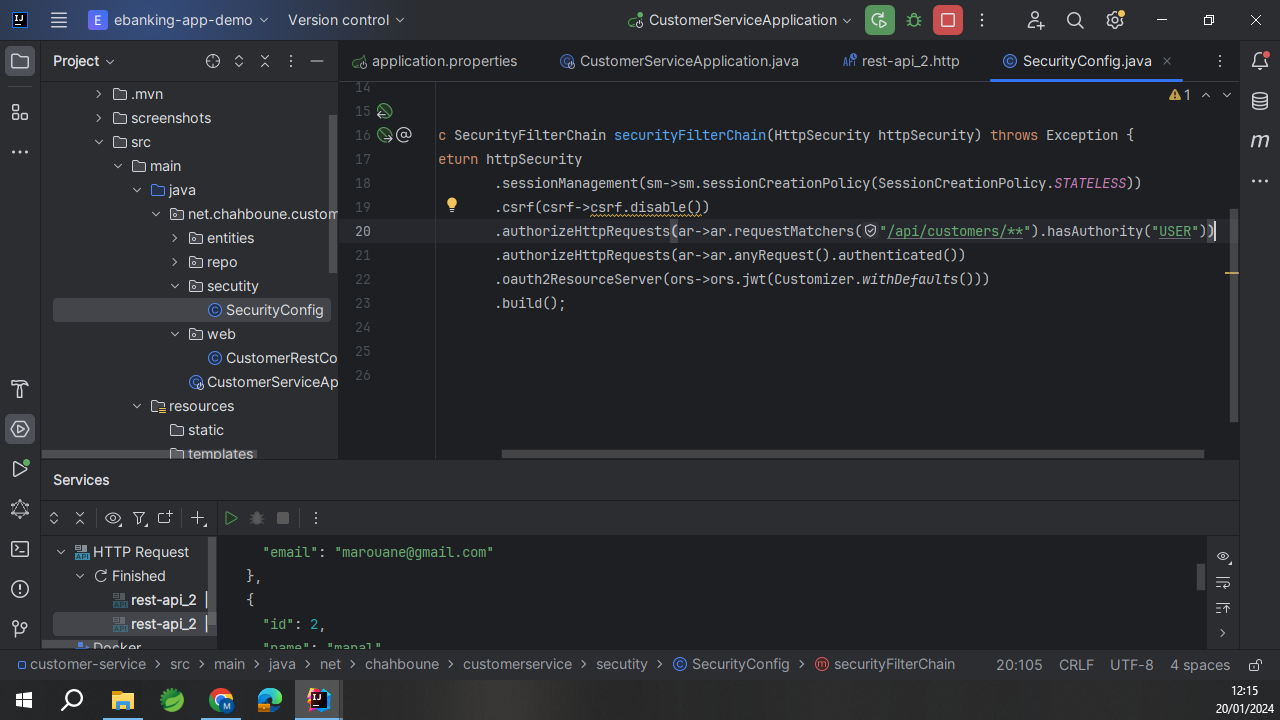 E ebanking-app-demo Version control CustomerServiceApplication
Project
application.properties CustomerServiceApplication.java rest-api_2.http SecurityConfig.java
.mvn
screenshots
src
main
java
net.chahboune.custom
entities
repo
secutity
SecurityConfig
web
CustomerRestCo
CustomerServiceAp
resources
static
templates
1
14
15
16 c SecurityFilterChain securityFilterChain(HttpSecurity httpSecurity) throws Exception {
17 eturn httpSecurity
18 .sessionManagement(sm->sm.sessionCreationPolicy(SessionCreationPolicy.STATELESS))
19 .csrf(csrf->csrf.disable())
20 .authorizeHttpRequests(ar->ar.requestMatchers("/api/customers/**").hasAuthority("USER"))
21 .authorizeHttpRequests(ar->ar.anyRequest().authenticated())
22 .oauth2ResourceServer(ors->ors.jwt(Customizer.withDefaults()))
23 .build();
24
25
26
Services
HTTP Request
Finished
rest-api_2 |
rest-api_2 |
Docker
"email": "marouane@gmail.com"
},
{
"id": 2,
"name": "manal"
customer-service > src > main > java > net > chahboune > customerservice > secutity > SecurityConfig > securityFilterChain 20:105 CRLF UTF-8 4 spaces
12:15
20/01/2024